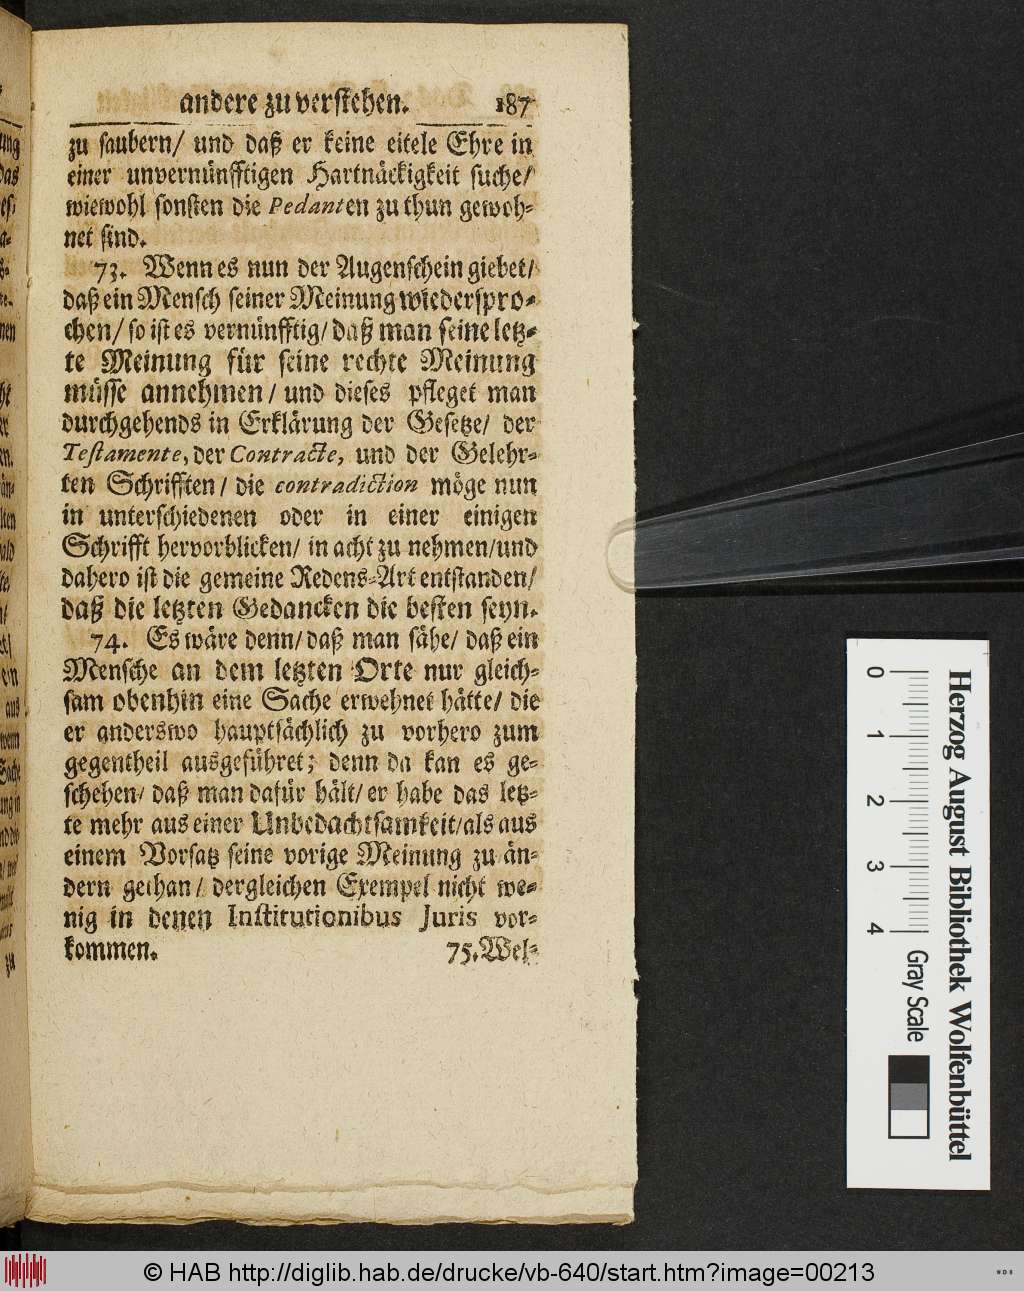 andere zu verstehen. 187
zu saubern/ und daß er keine eitele Ehre in
einer unvernünfftigen Hartnäckigkeit suche/
wiewohl sonsten die Pedanten zu thun gewoh-
net sind.
73. Wenn es nun der Augenschein giebet/
daß ein Mensch seiner Meinung wiederspro-
chen/ so ist es vernünfftig/ daß man seine letz-
te Meinung für seine rechte Meinung
müsse annehmen/ und dieses pfleget man
durchgehends in Erklärung der Gesetze/ der
Testamente, der Contracte, und der Gelehr-
ten Schrifften/ die contradiction möge nun
in unterschiedenen oder in einer einigen
Schrifft hervorblicken/ in acht zu nehmen/ und
dahero ist die gemeine Redens-Art entstanden/
daß die letzten Gedancken die besten seyn.
74. Es wäre denn/ daß man sähe/ daß ein
Mensche an dem letzten Orte nur gleich-
sam obenhin eine Sache erwehnet hätte/ die
er anderswo hauptsächlich zu vorhero zum
gegentheil ausgeführet; denn da kan es ge-
schehen/ daß man dafür hält/ er habe das letz-
te mehr aus einer Unbedachtsamkeit/ als aus
einem Vorsatz seine vorige Meinung zu än-
dern gethan/ dergleichen Exempel nicht we-
nig in denen Institutionibus Juris vor-
kommen. 75. Wel-
Herzog August Bibliothek Wolfenbüttel
0 1 2 3 4 Gray Scale
© HAB http://diglib.hab.de/drucke/vb-640/start.htm?image=00213